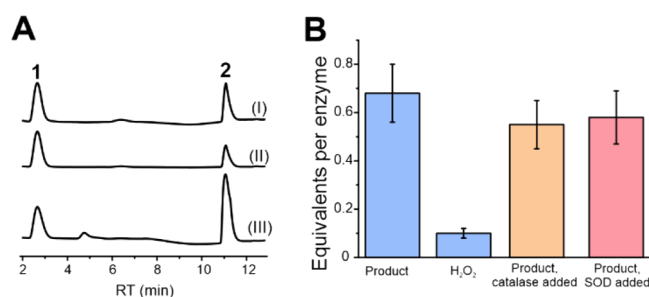 A
1
2
(I)
(II)
(III)
2
4
6
8
10
12
RT (min)
B
Equivalents per enzyme
0.8
0.6
0.4
0.2
0
Product
H₂O₂
Product,
catalase added
Product,
SOD added